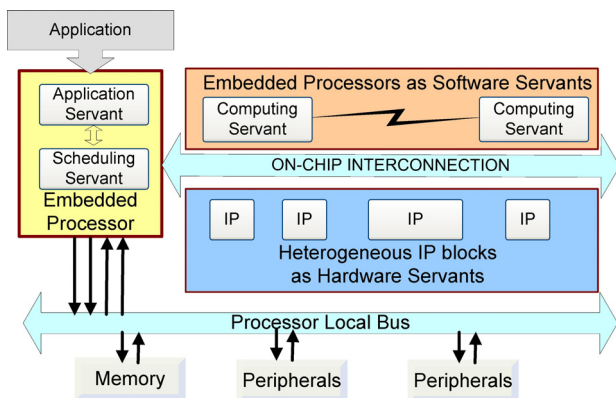 Application
Application
Servant
Scheduling
Servant
Embedded
Processor
Embedded Processors as Software Servants
Computing
Servant
Computing
Servant
ON-CHIP INTERCONNECTION
IP
IP
IP
IP
Heterogeneous IP blocks
as Hardware Servants
Processor Local Bus
Memory
Peripherals
Peripherals